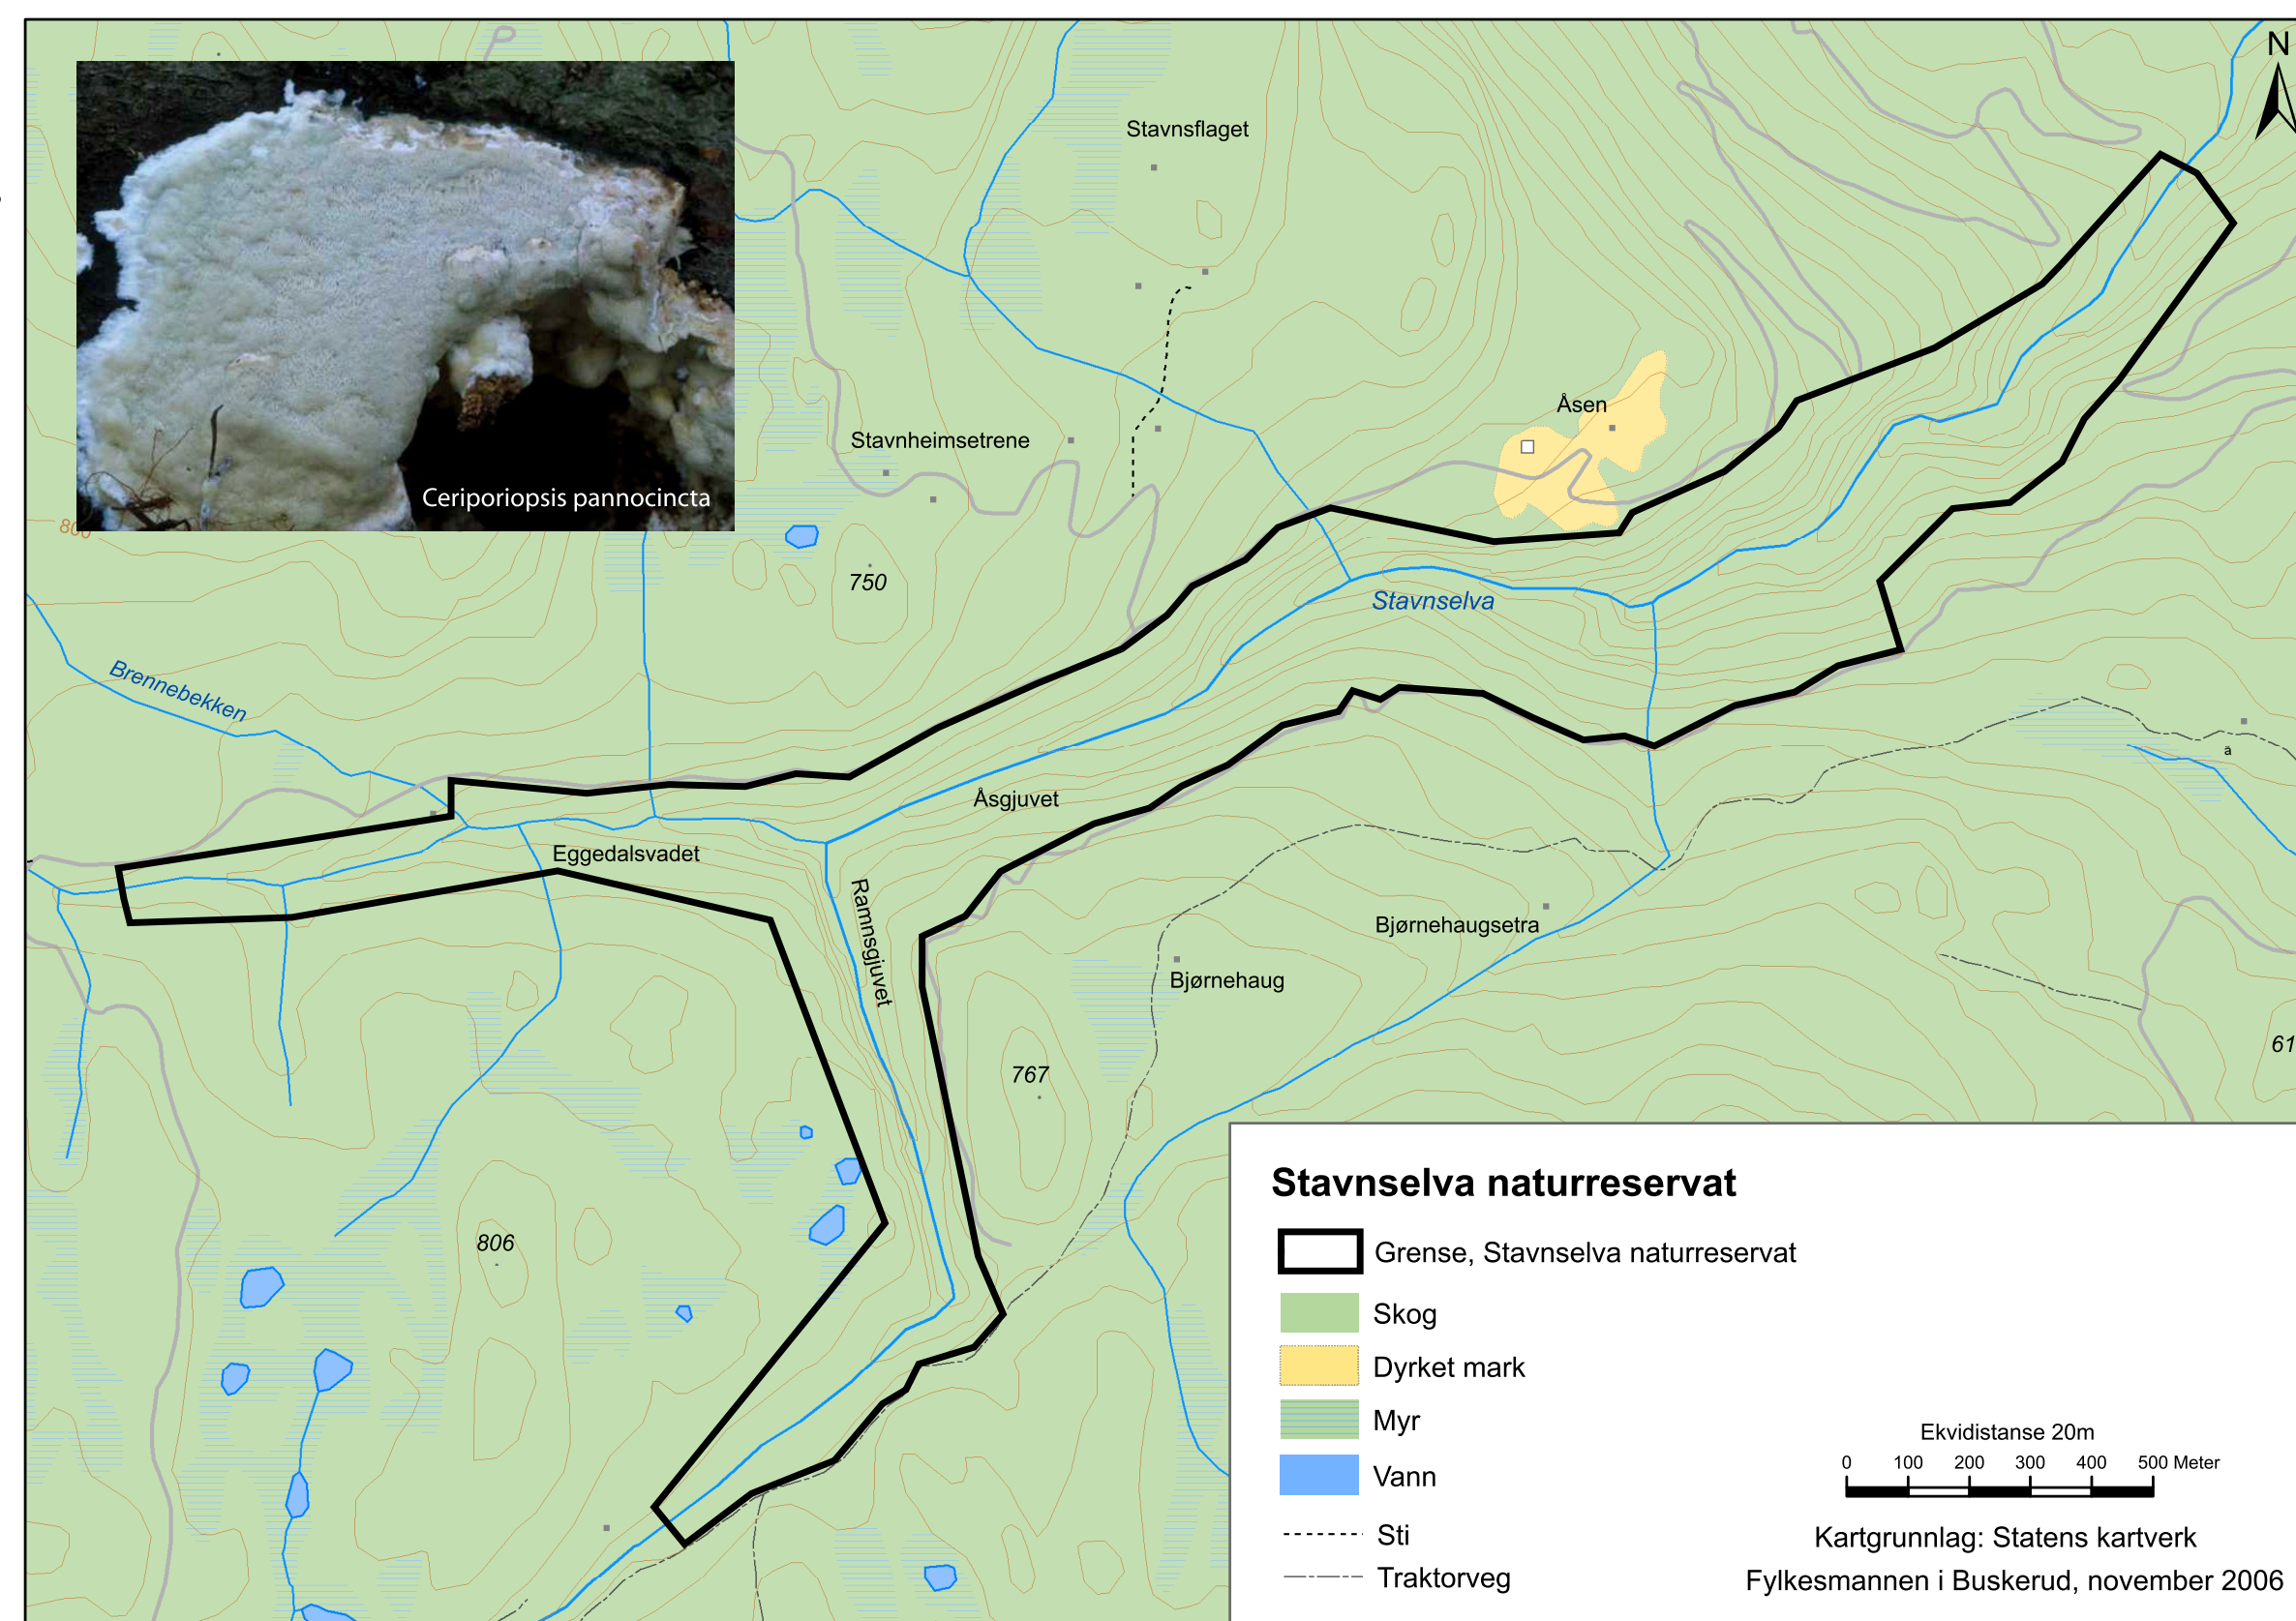 N
Stavnsflaget
Åsen
Stavnheimsetrene
Ceriporiopsis pannocincta
800
750
Stavnselva
Brennebekken
ä
Åsgjuvet
Eggedalsvadet
Ramnsgjuvet
Bjørnehaugsetra
Bjørnehaug
61
767
806
Stavnselva naturreservat
Grense, Stavnselva naturreservat
Skog
Dyrket mark
Myr
Vann
Sti
Traktorveg
Ekvidistanse 20m
0 100 200 300 400 500 Meter
Kartgrunnlag: Statens kartverk
Fylkesmannen i Buskerud, november 2006